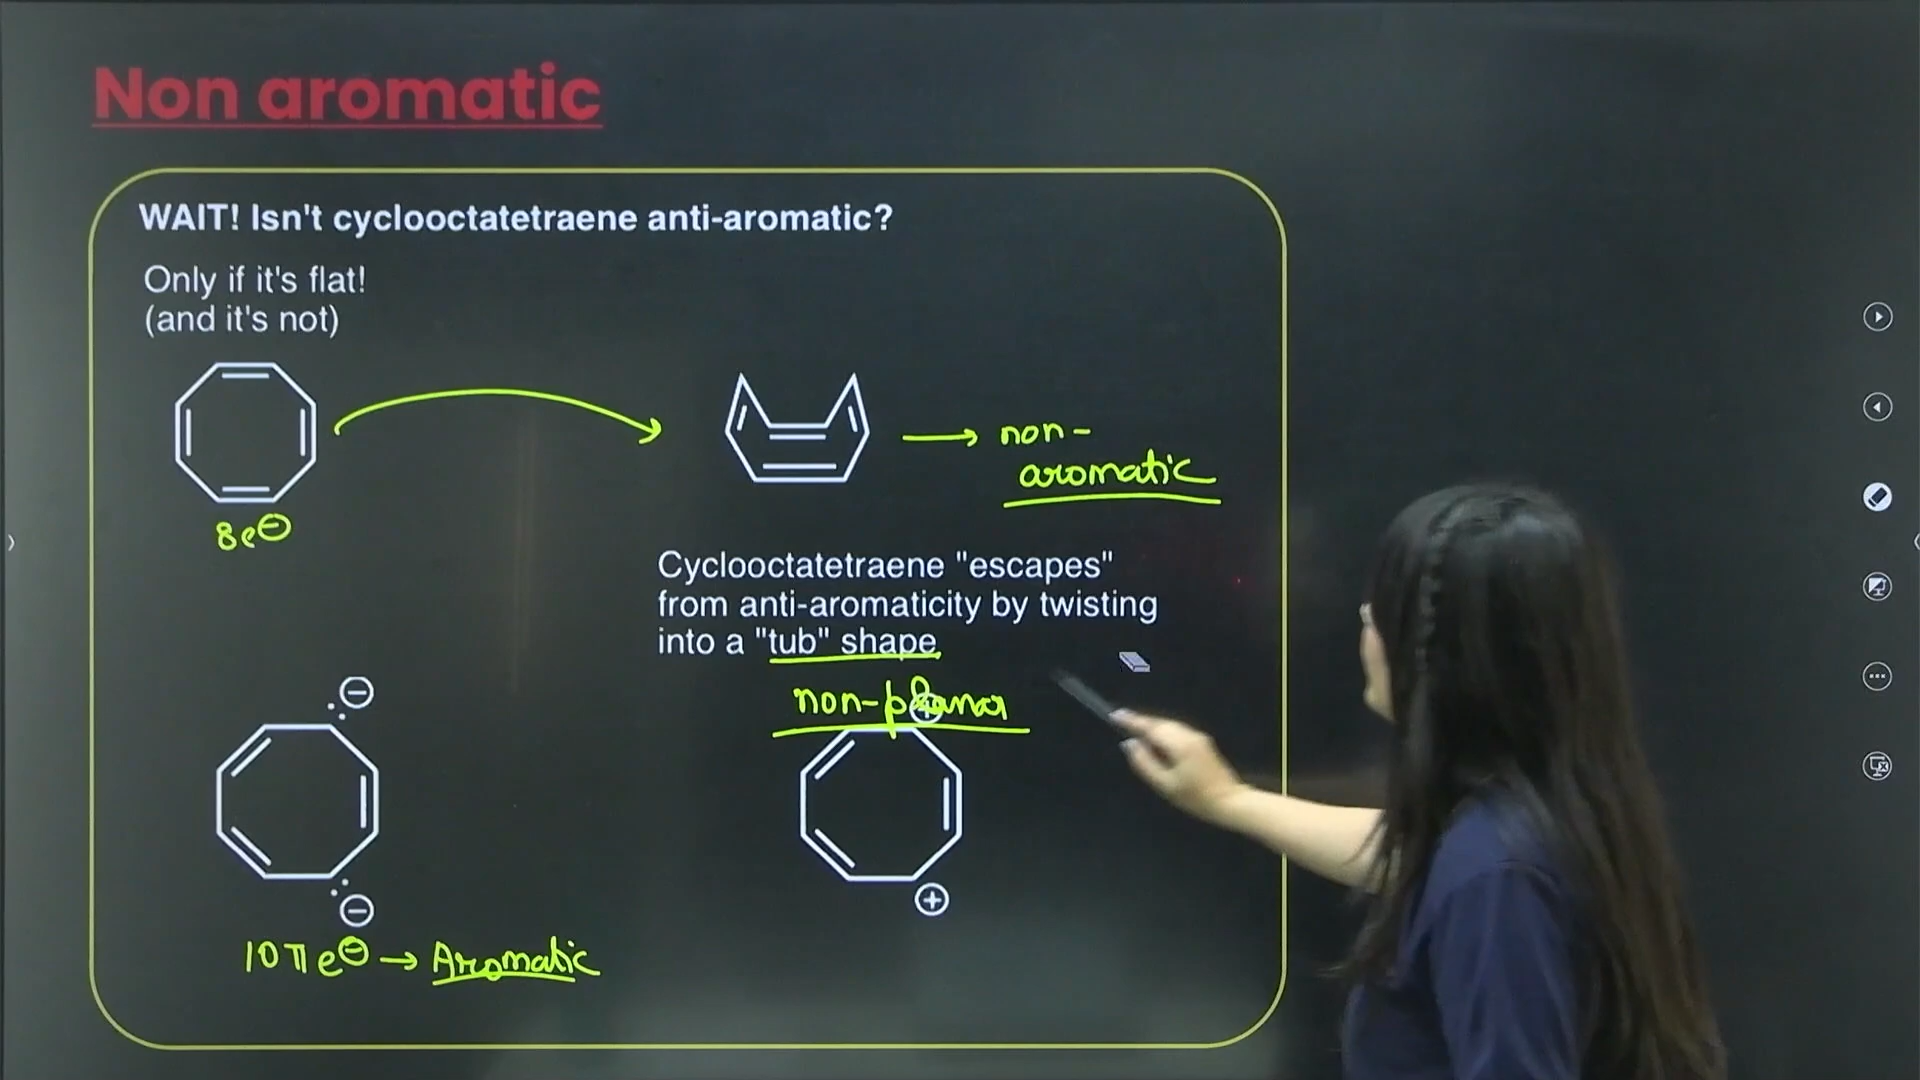 Non aromatic
WAIT! Isn't cyclooctatetraene anti-aromatic?
Only if it's flat!
(and it's not)
8e⊖
non-
aromatic
Cyclooctatetraene "escapes"
from anti-aromaticity by twisting
into a "tub" shape
non-planar
⊕
⊕
:⊖
:⊖
10πe⊖ → Aromatic